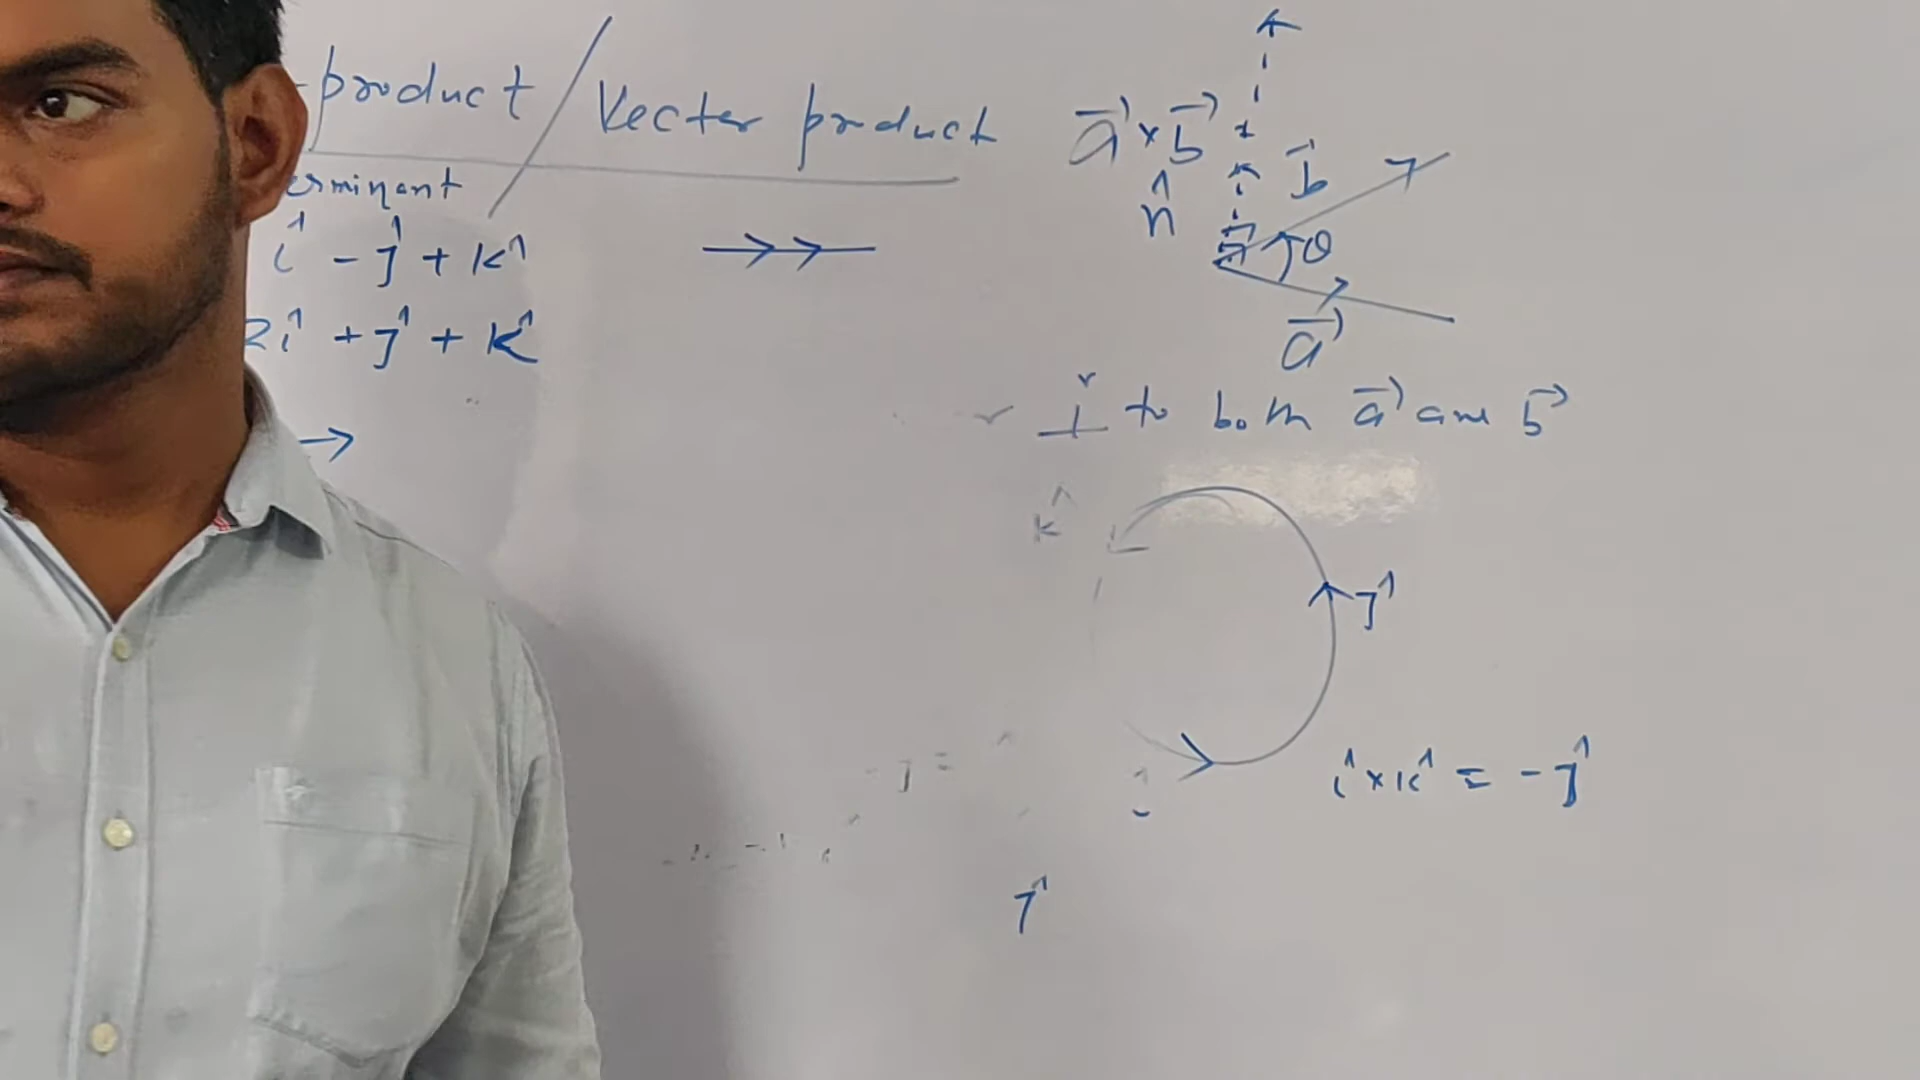 product / Vector product
erminant
î - ĵ + k̂
2î + ĵ + k̂
a⃗ × b⃗
n̂
b⃗
θ
a⃗
⊥r to both a⃗ and b⃗
k̂
ĵ
î × k̂ = - ĵ
ĵ